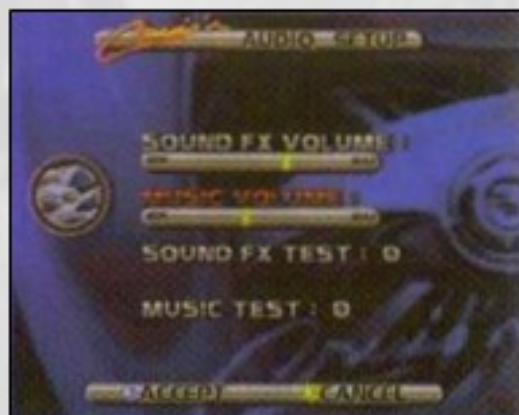 AUDIO SETUP
SOUND FX VOLUME :
MUSIC VOLUME :
SOUND FX TEST : 0
MUSIC TEST : 0
ACCEPT CANCEL